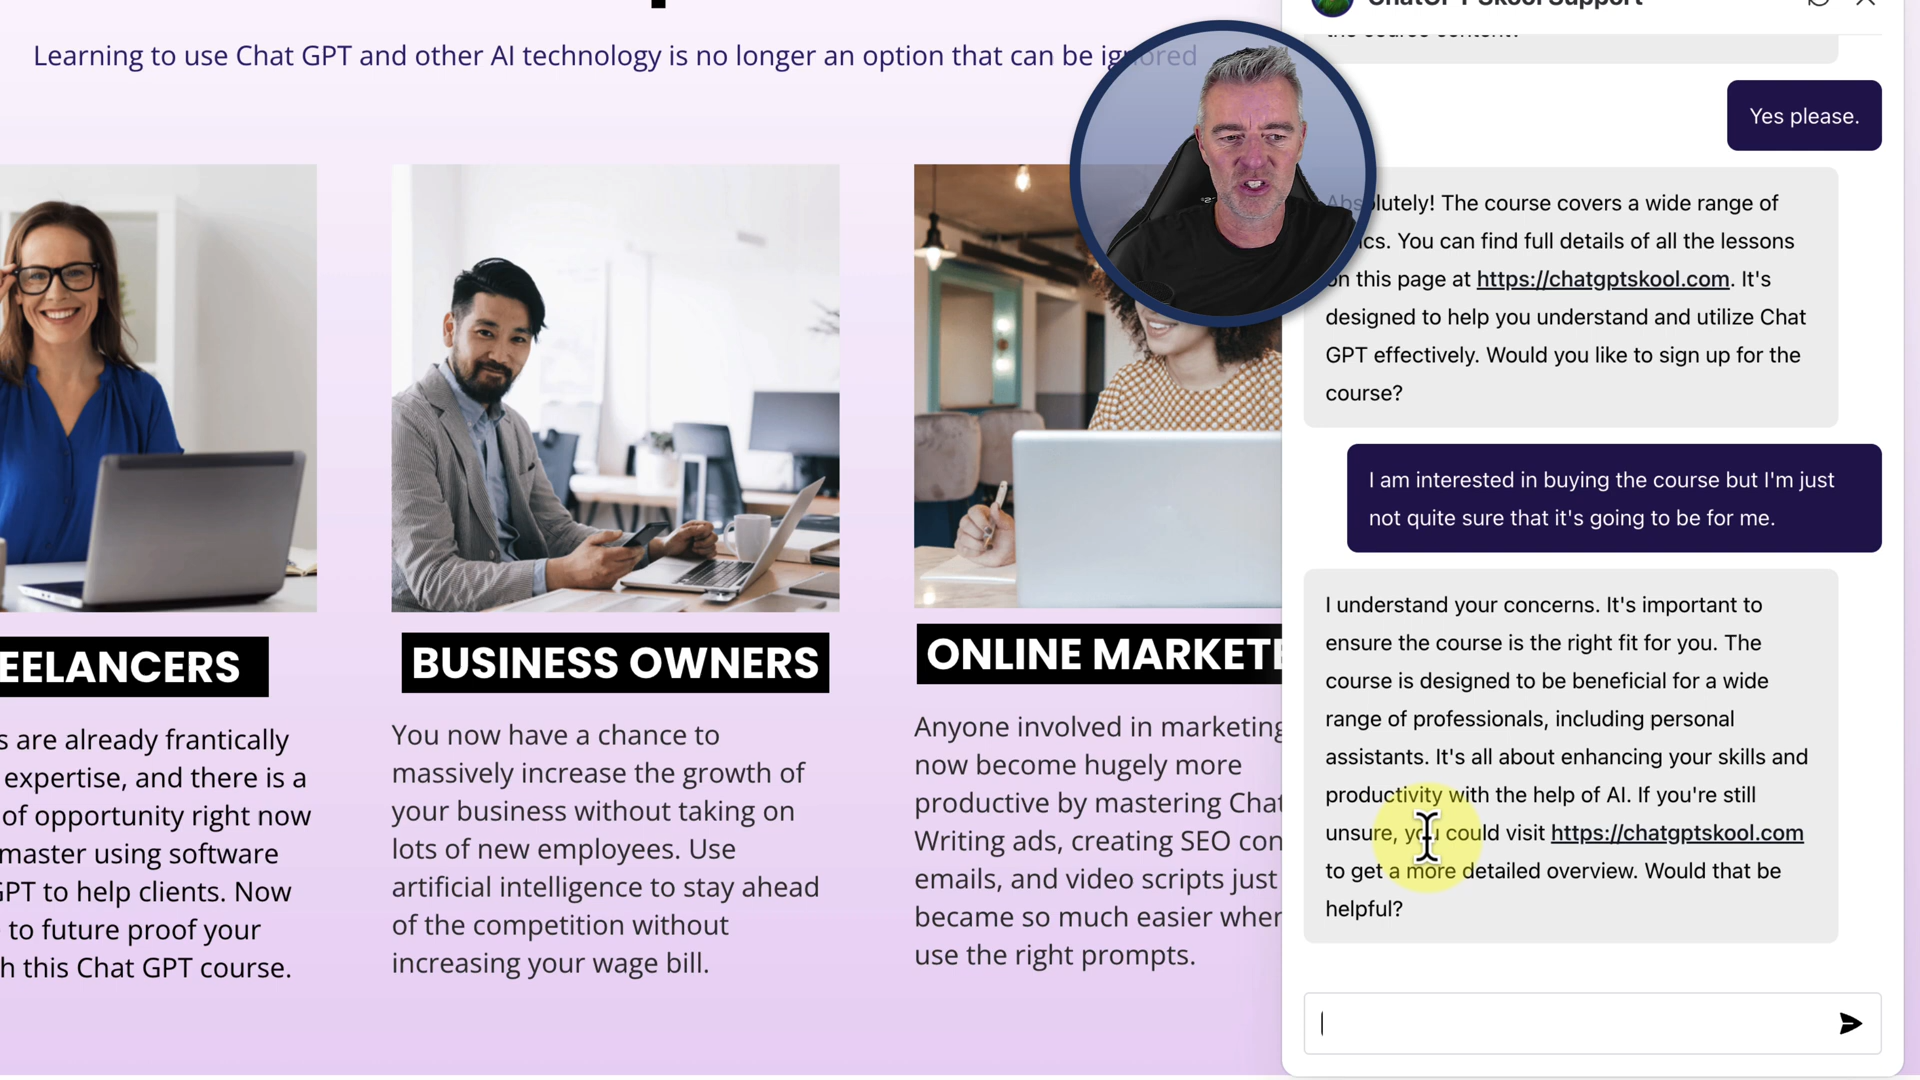 Learning to use Chat GPT and other AI technology is no longer an option that can be ignored
EELANCERS
s are already frantically
expertise, and there is a
of opportunity right now
master using software
GPT to help clients. Now
to future proof your
h this Chat GPT course.
BUSINESS OWNERS
You now have a chance to
massively increase the growth of
your business without taking on
lots of new employees. Use
artificial intelligence to stay ahead
of the competition without
increasing your wage bill.
ONLINE MARKETE
Anyone involved in marketing
now become hugely more
productive by mastering Chat
Writing ads, creating SEO con
emails, and video scripts just
became so much easier when
use the right prompts.
ChatGPT Skool Support
the course content?
Yes please.
Absolutely! The course covers a wide range of
ics. You can find full details of all the lessons
on this page at https://chatgptskool.com. It's
designed to help you understand and utilize Chat
GPT effectively. Would you like to sign up for the
course?
I am interested in buying the course but I'm just
not quite sure that it's going to be for me.
I understand your concerns. It's important to
ensure the course is the right fit for you. The
course is designed to be beneficial for a wide
range of professionals, including personal
assistants. It's all about enhancing your skills and
productivity with the help of AI. If you're still
unsure, you could visit https://chatgptskool.com
to get a more detailed overview. Would that be
helpful?